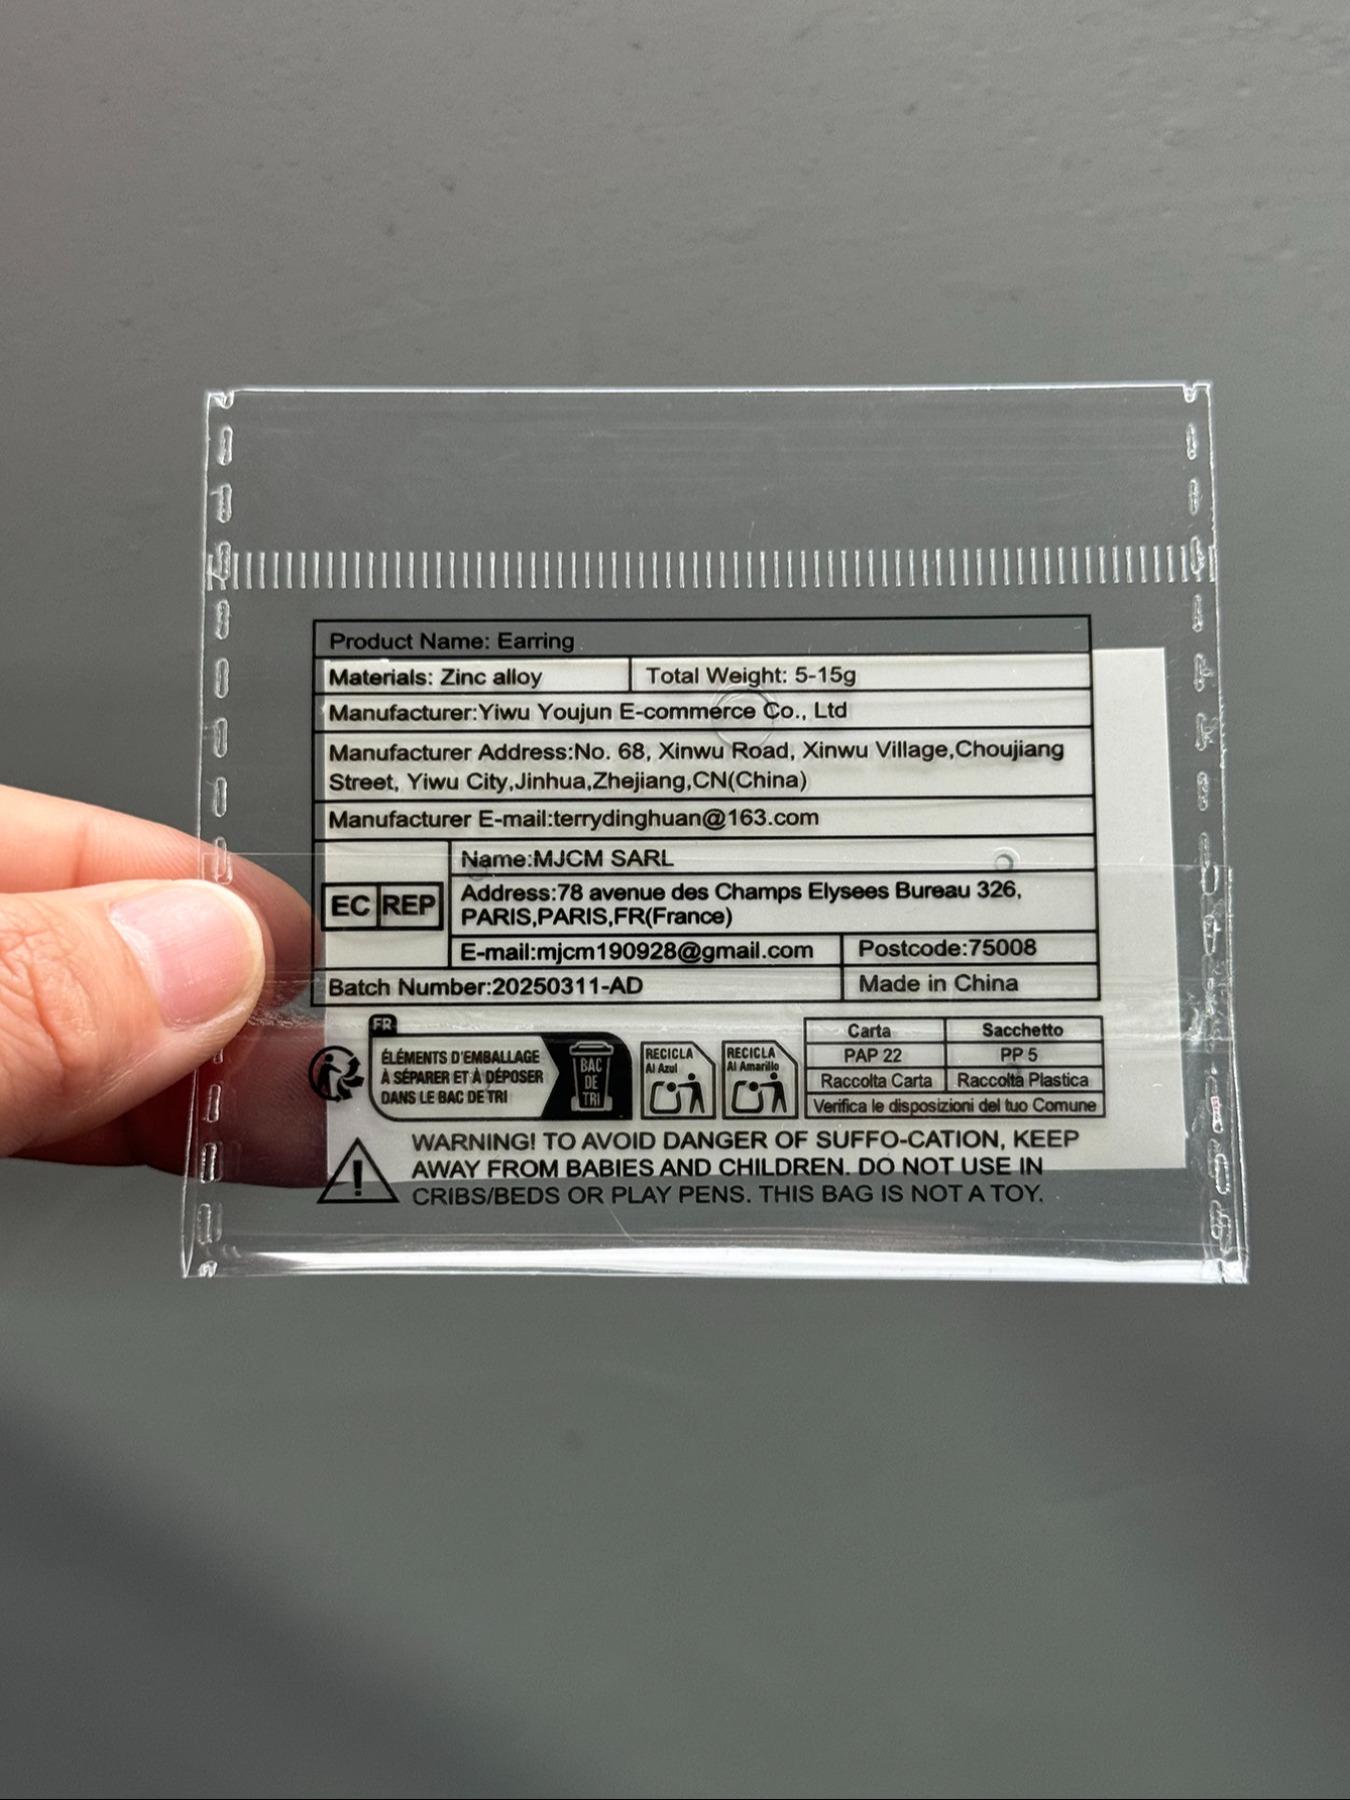 Product Name: Earring
Materials: Zinc alloy
Total Weight: 5-15g
Manufacturer:Yiwu Youjun E-commerce Co., Ltd
Manufacturer Address:No. 68, Xinwu Road, Xinwu Village,Choujiang
Street, Yiwu City,Jinhua,Zhejiang,CN(China)
Manufacturer E-mail:terrydinghuan@163.com
EC REP
Name:MJCM SARL
Address:78 avenue des Champs Elysees Bureau 326,
PARIS,PARIS,FR(France)
E-mail:mjcm190928@gmail.com
Postcode:75008
Batch Number:20250311-AD
Made in China
FR
ÉLÉMENTS D'EMBALLAGE
À SÉPARER ET À DÉPOSER
DANS LE BAC DE TRI
BAC
DE
TRI
RECICLA
Al Azul
RECICLA
Al Amarillo
Carta
Sacchetto
PAP 22
PP 5
Raccolta Carta
Raccolta Plastica
Verifica le disposizioni del tuo Comune
WARNING! TO AVOID DANGER OF SUFFO-CATION, KEEP
AWAY FROM BABIES AND CHILDREN. DO NOT USE IN
CRIBS/BEDS OR PLAY PENS. THIS BAG IS NOT A TOY.